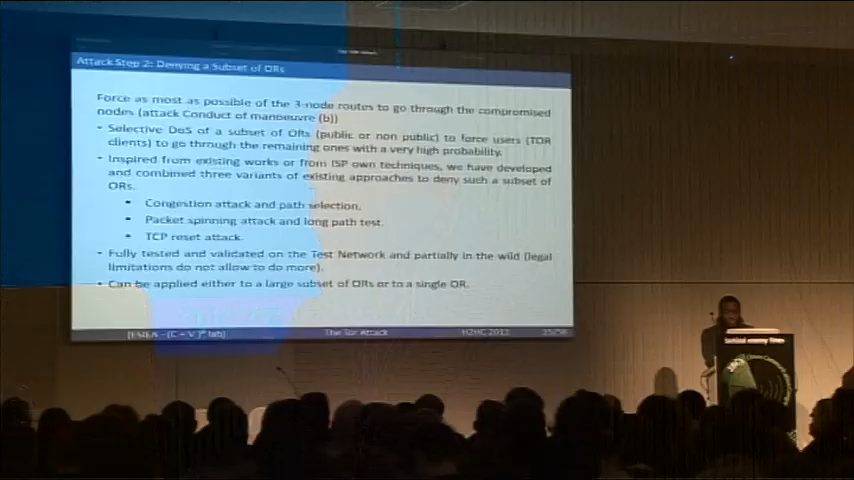 Attack Step 2: Denying a Subset of ORs
Force as most as possible of the 3-node routes to go through the compromised
nodes (attack Conduct of manoeuvre (b))
• Selective DoS of a subset of ORs (public or non public) to force users (TOR
clients) to go through the remaining ones with a very high probability.
• Inspired from existing works or from ISP own techniques, we have developed
and combined three variants of existing approaches to deny such a subset of
ORs.
• Congestion attack and path selection.
• Packet spinning attack and long path test.
• TCP reset attack.
• Fully tested and validated on the Test Network and partially in the wild (legal
limitations do not allow to do more).
• Can be applied either to a large subset of ORs or to a single OR.
The Tor Attack
behind enemy lines